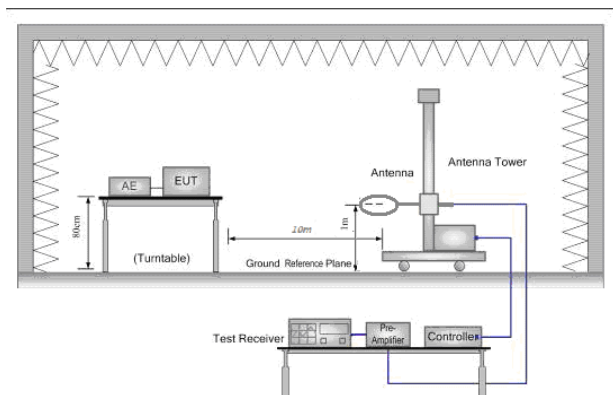 Antenna
Antenna Tower
AE
EUT
80cm
1m
10m
(Turntable)
Ground Reference Plane
Test Receiver
Pre-
Amplifier
Controller